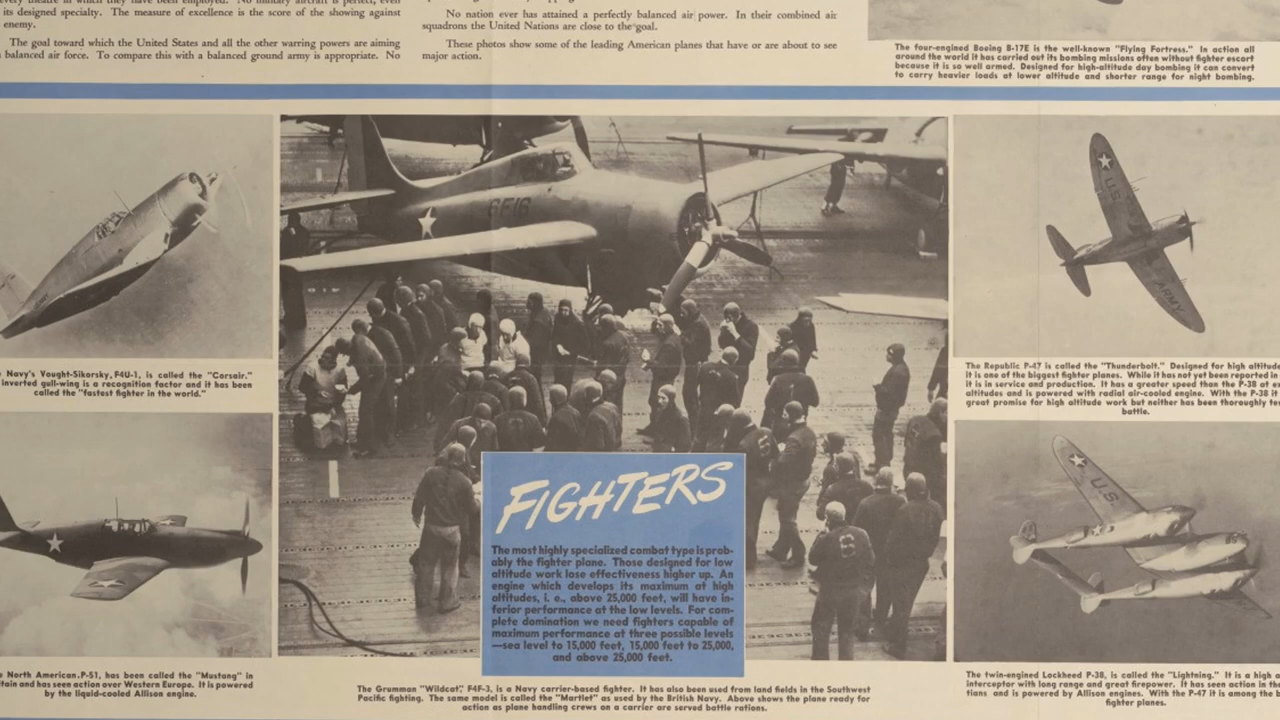 every theatre in which they have been employed. No military aircraft is perfect, even
its designed specialty. The measure of excellence is the score of the showing against
enemy.
The goal toward which the United States and all the other warring powers are aiming
balanced air force. To compare this with a balanced ground army is appropriate. No
No nation ever has attained a perfectly balanced air power. In their combined air
squadrons the United Nations are close to the goal.
These photos show some of the leading American planes that have or are about to see
major action.
The four-engined Boeing B-17E is the well-known "Flying Fortress." In action all
around the world it has carried out its bombing missions often without fighter escort
because it is so well armed. Designed for high-altitude day bombing it can convert
to carry heavier loads at lower altitude and shorter range for night bombing.
6F16
U.S.
ARMY
Navy's Vought-Sikorsky, F4U-1, is called the "Corsair."
inverted gull-wing is a recognition factor and it has been
called the "fastest fighter in the world."
The Republic P-47 is called the "Thunderbolt." Designed for high altitude
it is one of the biggest fighter planes. While it has not yet been reported in
it is in service and production. It has a greater speed than the P-38 at
altitudes and is powered with radial air-cooled engine. With the P-38 it
great promise for high altitude work but neither has been thoroughly
battle.
U.S.
FIGHTERS
The most highly specialized combat type is prob-
ably the fighter plane. Those designed for low
altitude work lose effectiveness higher up. An
engine which develops its maximum at high
altitudes, i. e., above 25,000 feet, will have in-
ferior performance at the low levels. For com-
plete domination we need fighters capable of
maximum performance at three possible levels
—sea level to 15,000 feet, 15,000 feet to 25,000,
and above 25,000 feet.
North American P-51, has been called the "Mustang" in
and has seen action over Western Europe. It is powered
by the liquid-cooled Allison engine.
The Grumman "Wildcat", F4F-3, is a Navy carrier-based fighter. It has also been used from land fields in the Southwest
Pacific fighting. The same model is called the "Martlet" as used by the British Navy. Above shows the plane ready for
action as plane handling crews on a carrier are served battle rations.
The twin-engined Lockheed P-38, is called the "Lightning." It is a high
interceptor with long range and great firepower. It has seen action in the
tians and is powered by Allison engines. With the P-47 it is among the
fighter planes.